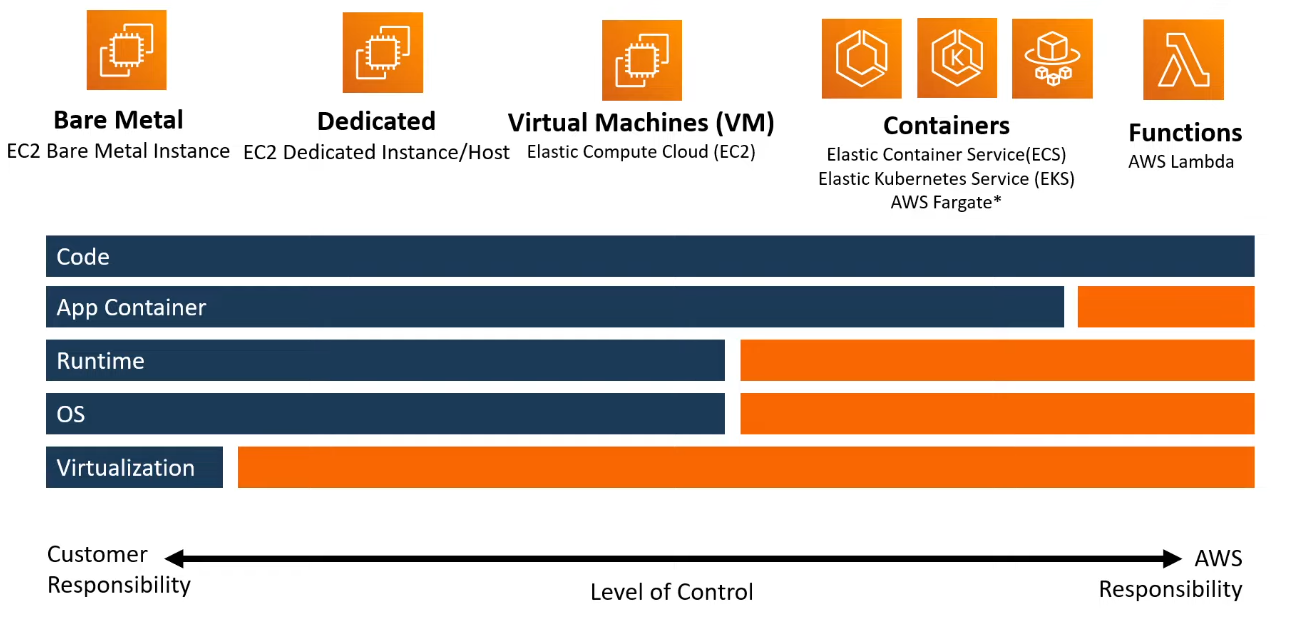 Bare Metal
EC2 Bare Metal Instance
Dedicated
EC2 Dedicated Instance/Host
Virtual Machines (VM)
Elastic Compute Cloud (EC2)
K
Containers
Elastic Container Service(ECS)
Elastic Kubernetes Service (EKS)
AWS Fargate*
Functions
AWS Lambda
Code
App Container
Runtime
OS
Virtualization
Customer
Responsibility
Level of Control
AWS
Responsibility